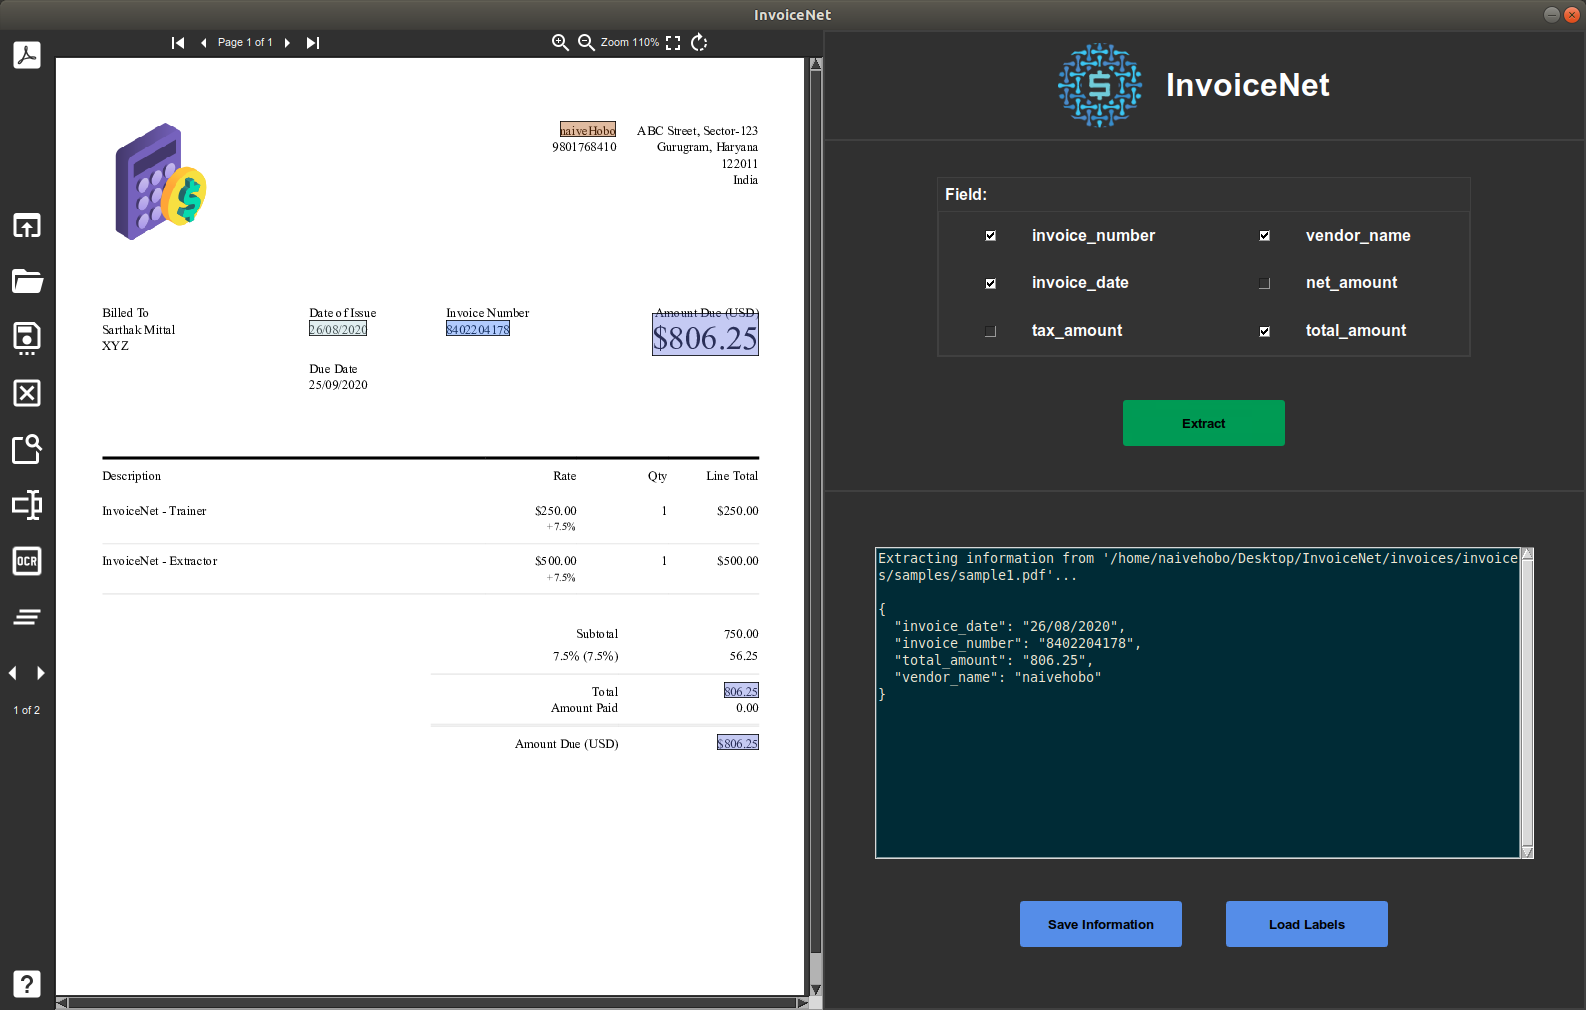 InvoiceNet
Page 1 of 1
Zoom 110%
InvoiceNet
naiveHobo
9801768410
ABC Street, Sector-123
Gurugram, Haryana
122011
India
Billed To
Sarthak Mittal
XYZ
Date of Issue
26/08/2020
Due Date
25/09/2020
Invoice Number
8402204178
Amount Due (USD)
$806.25
Description Rate Qty Line Total
InvoiceNet - Trainer $250.00 1 $250.00
+7.5%
InvoiceNet - Extractor $500.00 1 $500.00
+7.5%
Subtotal 750.00
7.5% (7.5%) 56.25
Total 806.25
Amount Paid 0.00
Amount Due (USD) $806.25
OCR
1 of 2
?
Field:
invoice_number vendor_name
invoice_date net_amount
tax_amount total_amount
Extract
Extracting information from '/home/naivehobo/Desktop/InvoiceNet/invoices/invoice
s/samples/sample1.pdf'...
{
"invoice_date": "26/08/2020",
"invoice_number": "8402204178",
"total_amount": "806.25",
"vendor_name": "naivehobo"
}
Save Information Load Labels